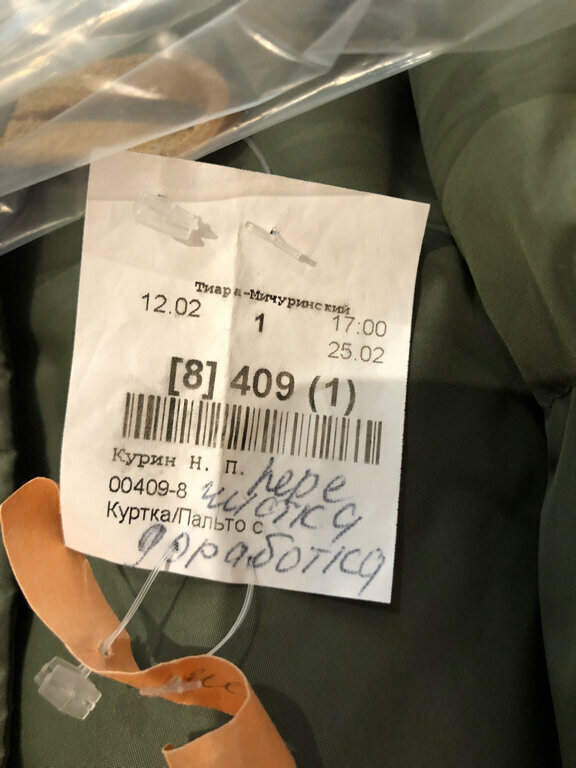 Тиара-Мичуринский
12.02 1 17:00
25.02
[8] 409 (1)
Курин Н. П. пере
00409-8 чистка
Куртка/Пальто с
доработка